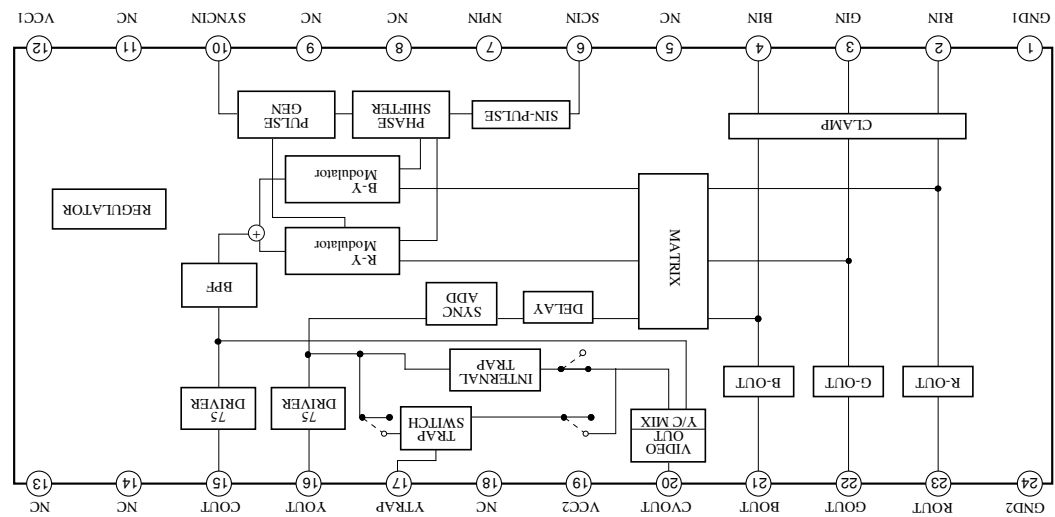 GND2 ROUT GOUT BOUT CVOUT VCC2 NC YTRAP YOUT COUT NC NC
24 23 22 21 20 19 18 17 16 15 14 13
VIDEO
OUT
Y/C MIX
TRAP
SWITCH
75
DRIVER
75
DRIVER
R-OUT
G-OUT
B-OUT
INTERNAL
TRAP
DELAY
SYNC
ADD
BPF
MATRIX
R-Y
Modulator
+
REGULATOR
B-Y
Modulator
CLAMP
SIN-PULSE
PHASE
SHIFTER
PULSE
GEN
1 2 3 4 5 6 7 8 9 10 11 12
GND1 RIN GIN BIN NC SCIN NPIN NC NC SYNCIN NC VCC1